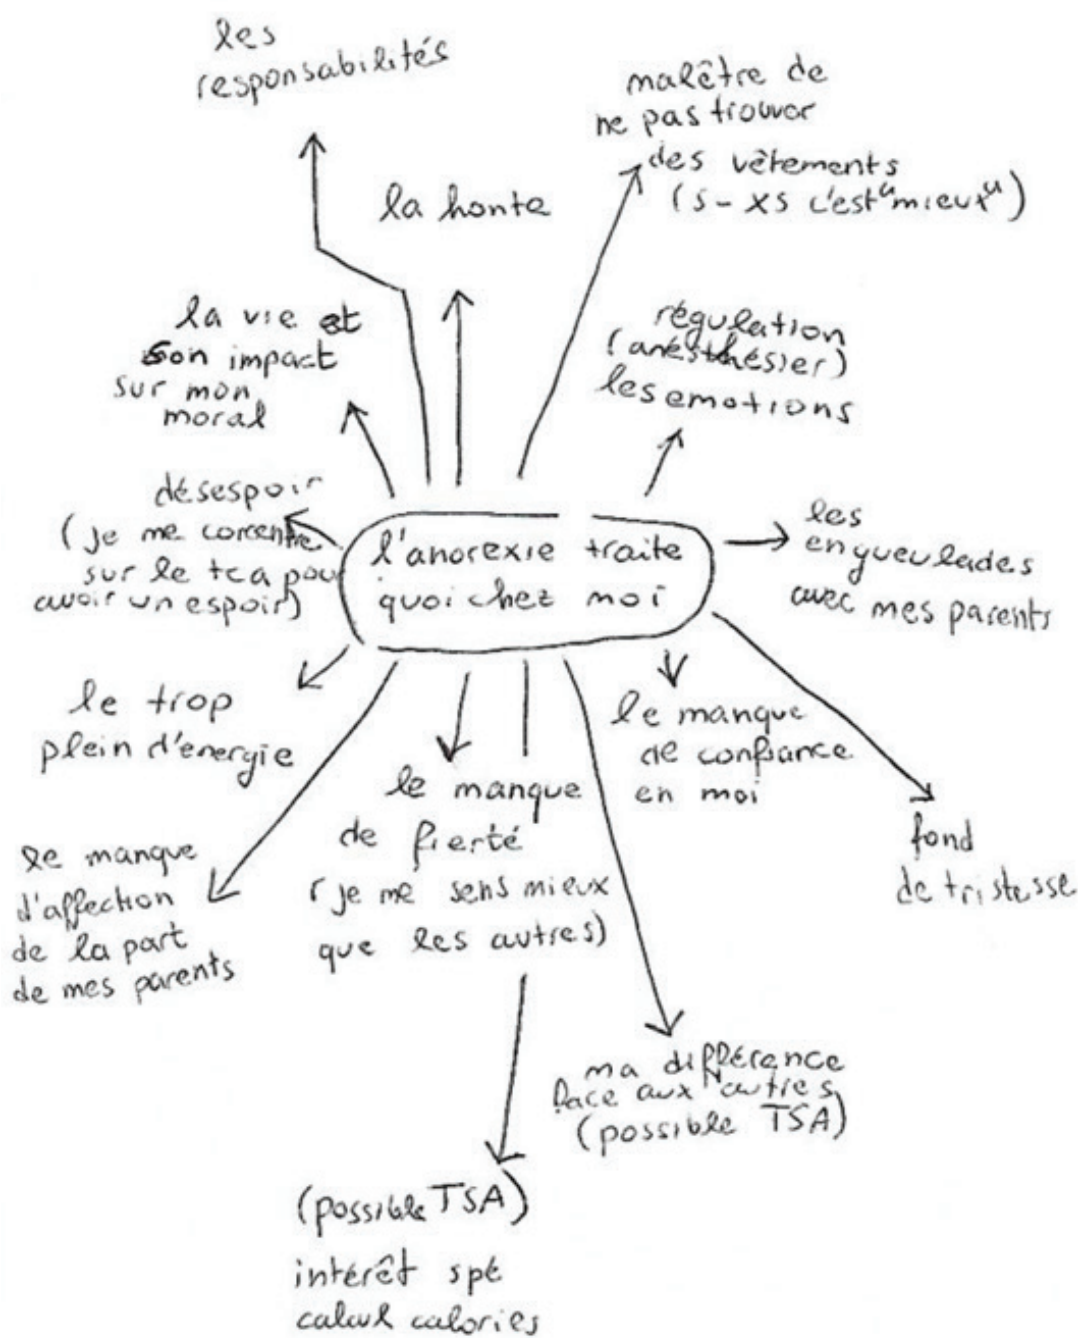 les
responsabilités
malêtre de
ne pas trouver
des vêtements
(s-xs c'est "mieux")
la honte
la vie et
son impact
sur mon
moral
régulation
(anésthésier)
les emotions
désespoir
(je me concentre
sur le tca pour
avoir un espoir)
l'anorexie traite
quoi chez moi
les
engueulades
avec mes parents
le trop
plein d'énergie
le manque
de confiance
en moi
le manque
de fierté
(je me sens mieux
que les autres)
fond
de tristesse
le manque
d'affection
de la part
de mes parents
ma différence
face aux autres
(possible TSA)
(possible TSA)
intérêt spé
calcul calories